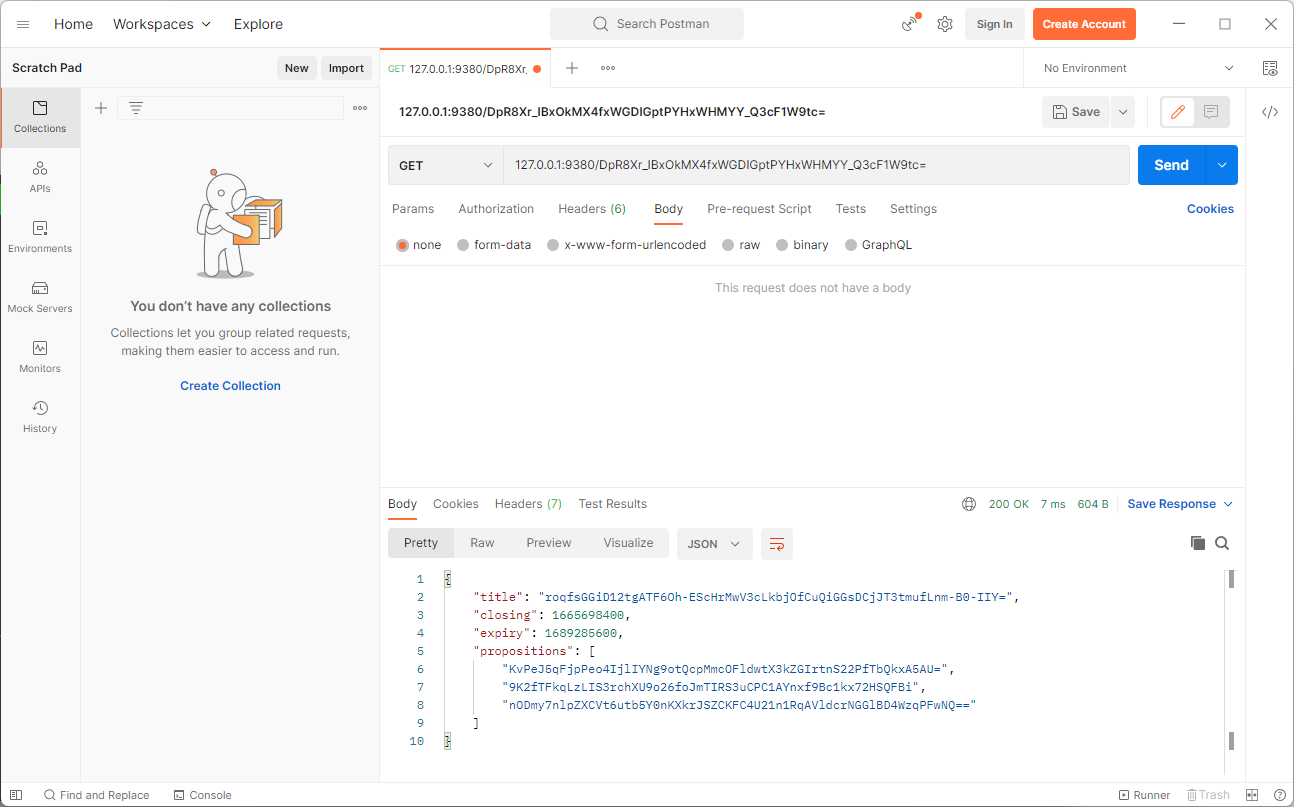 Home Workspaces Explore Search Postman Sign In Create Account
Scratch Pad New Import GET 127.0.0.1:9380/DpR8Xr. No Environment
Collections
APIs
Environments
Mock Servers
Monitors
History
You don’t have any collections
Collections let you group related requests,
making them easier to access and run.
Create Collection
127.0.0.1:9380/DpR8Xr_IBxOkMX4fxWGDIGptPYHxWHMYY_Q3cF1W9tc= Save
GET 127.0.0.1:9380/DpR8Xr_IBxOkMX4fxWGDIGptPYHxWHMYY_Q3cF1W9tc= Send
Params Authorization Headers (6) Body Pre-request Script Tests Settings Cookies
none form-data x-www-form-urlencoded raw binary GraphQL
This request does not have a body
Body Cookies Headers (7) Test Results 200 OK 7 ms 604 B Save Response
Pretty Raw Preview Visualize JSON
1 {
2 "title": "roqfsGGiD12tgATF6Oh-EScHrMwV3cLkbjOfCuQiGGsDCjJT3tmufLnm-B0-IIY=",
3 "closing": 1665698400,
4 "expiry": 1689285600,
5 "propositions": [
6 "KvPeJ5qFjpPeo4IjlIYNg9otQcpMmcOFldwtX3kZGIrtnS22PfTbQkxA5AU=",
7 "9K2fTFkqLzLIS3rchXU9o26foJmTIRS3uCPC1AYnxf9Bc1kx72HSQFBi",
8 "nODmy7nlpZXCVt6utb5Y0nKXkrJSZCKFC4U21n1RqAVldcrNGGlBD4WzqPFwNQ=="
9 ]
10 }
Find and Replace Console Runner Trash